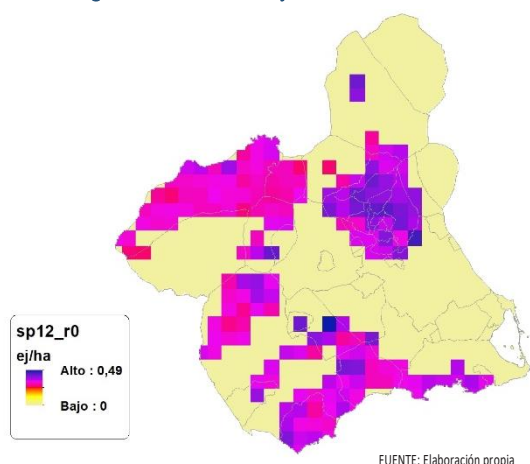 sp12_r0
ej/ha
Alto : 0,49
Bajo : 0
FUENTE: Elaboración propia